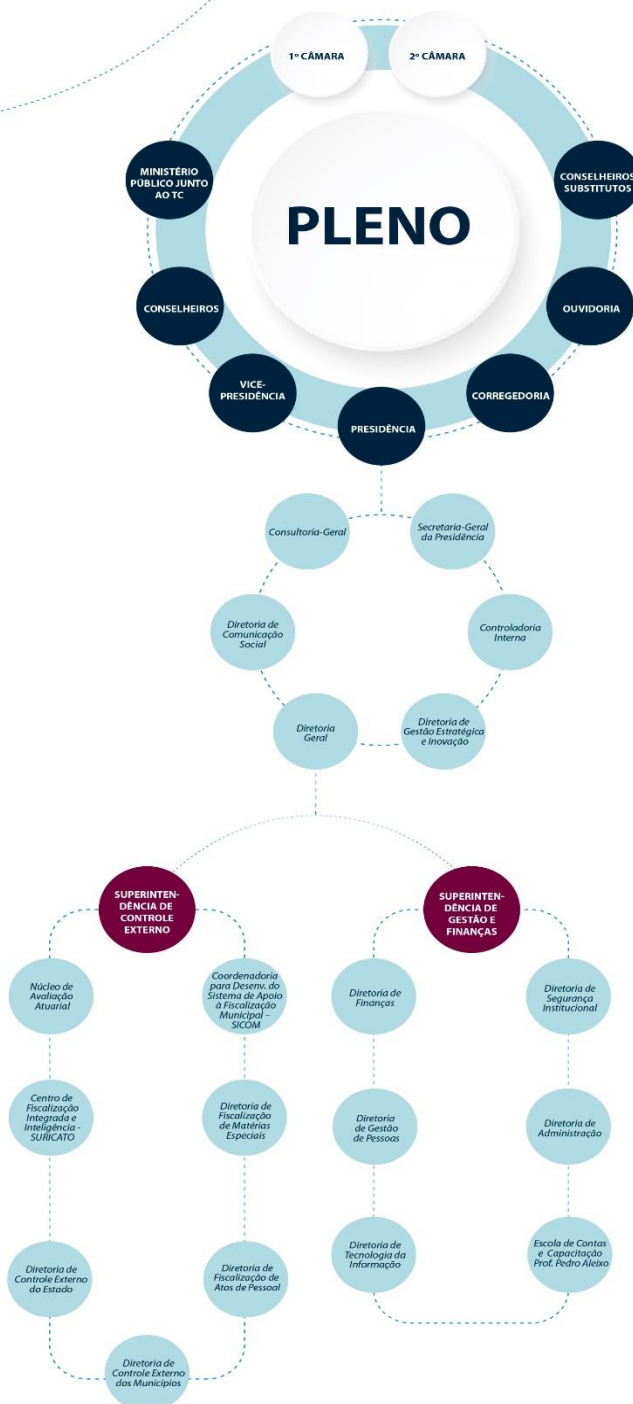 1º CÂMARA
2º CÂMARA
MINISTÉRIO
PÚBLICO JUNTO
AO TC
CONSELHEIROS
SUBSTITUTOS
PLENO
CONSELHEIROS
OUVIDORIA
VICE-
PRESIDÊNCIA
CORREGEDORIA
PRESIDÊNCIA
Consultoria-Geral
Secretaria-Geral
da Presidência
Diretoria de
Comunicação
Social
Controladoria
Interna
Diretoria
Geral
Diretoria de
Gestão Estratégica
e Inovação
SUPERINTEN-
DÊNCIA DE
CONTROLE
EXTERNO
SUPERINTEN-
DÊNCIA DE
GESTÃO E
FINANÇAS
Núcleo de
Avaliação
Atuarial
Coordenadoria
para Desenv. do
Sistema de Apoio
à Fiscalização
Municipal –
SICOM
Diretoria de
Finanças
Diretoria de
Segurança
Institucional
Centro de
Fiscalização
Integrada e
Inteligência -
SURICATO
Diretoria de
Fiscalização
de Matérias
Especiais
Diretoria
de Gestão
de Pessoas
Diretoria de
Administração
Diretoria de
Controle Externo
do Estado
Diretoria de
Fiscalização de
Atos de Pessoal
Diretoria de
Tecnologia da
Informação
Escola de Contas
e Capacitação
Prof. Pedro Aleixo
Diretoria de
Controle Externo
dos Municípios